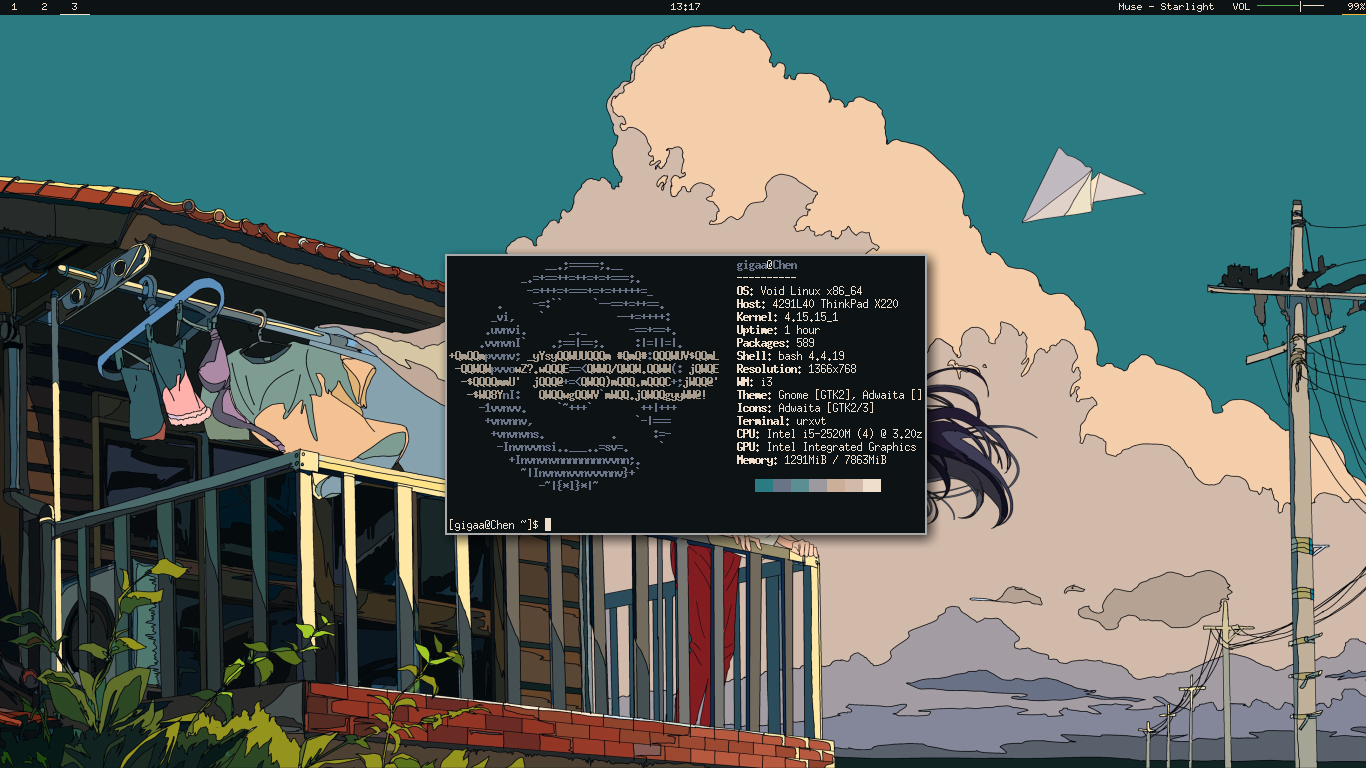 1 2 3
13:17
Muse - Starlight VOL 99%
gigaa@Chen
----------
OS: Void Linux x86_64
Host: 4291L40 ThinkPad X220
Kernel: 4.15.15_1
Uptime: 1 hour
Packages: 589
Shell: bash 4.4.19
Resolution: 1366x768
WM: i3
Theme: Gnome [GTK2], Adwaita []
Icons: Adwaita [GTK2/3]
Terminal: urxvt
CPU: Intel i5-2520M (4) @ 3.20z
GPU: Intel Integrated Graphics
Memory: 1291MiB / 7863MiB
[gigaa@Chen ~]$